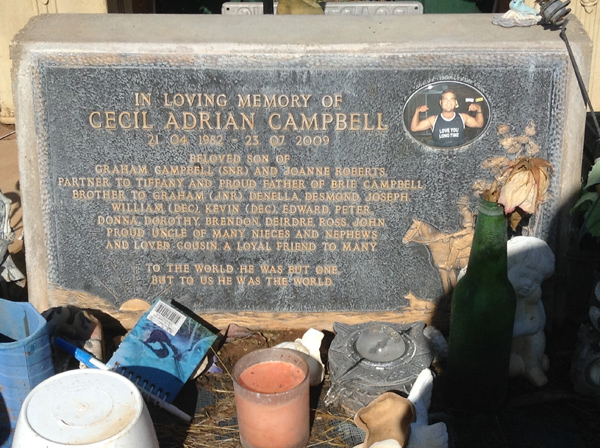 IN LOVING MEMORY OF
CECIL ADRIAN CAMPBELL
21 04 1982 - 23 07 2009
BELOVED SON OF
GRAHAM CAMPBELL (SNR) AND JOANNE ROBERTS,
PARTNER TO TIFFANY AND PROUD FATHER OF BRIE CAMPBELL
BROTHER TO GRAHAM (JNR), DENELLA, DESMOND, JOSEPH,
WILLIAM (DEC), KEVIN (DEC), EDWARD, PETER,
DONNA, DOROTHY, BRENDON, DEIRDRE, ROSS, JOHN
PROUD UNCLE OF MANY NIECES AND NEPHEWS
AND LOVED COUSIN, A LOYAL FRIEND TO MANY
TO THE WORLD HE WAS BUT ONE,
BUT TO US HE WAS THE WORLD.
LOVE YOU
LONG TIME